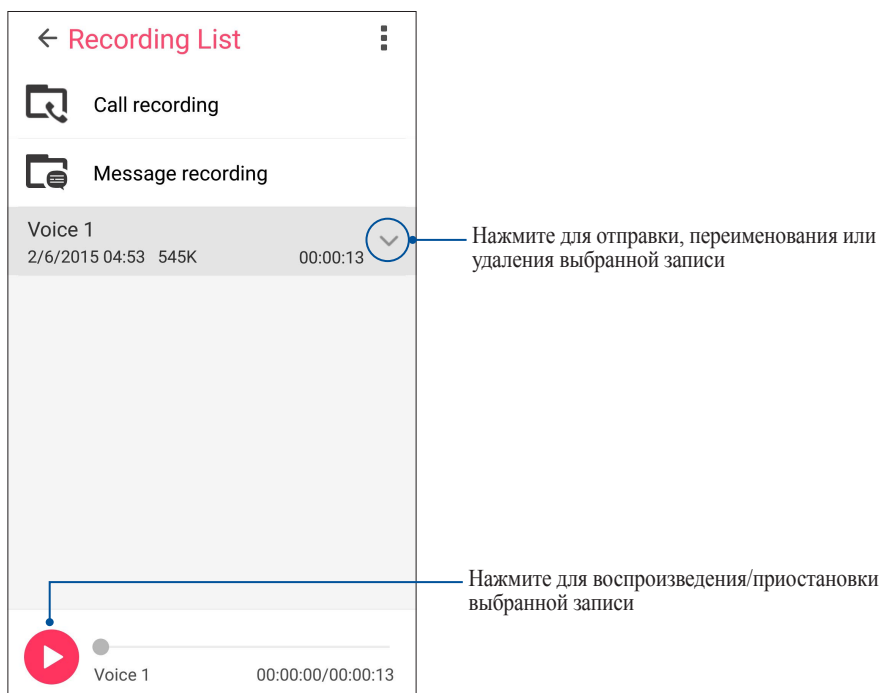 Recording List
Call recording
Message recording
Voice 1
2/6/2015 04:53 545K 00:00:13
Нажмите для отправки, переименования или
удаления выбранной записи
Нажмите для воспроизведения/приостановки
выбранной записи
Voice 1 00:00:00/00:00:13